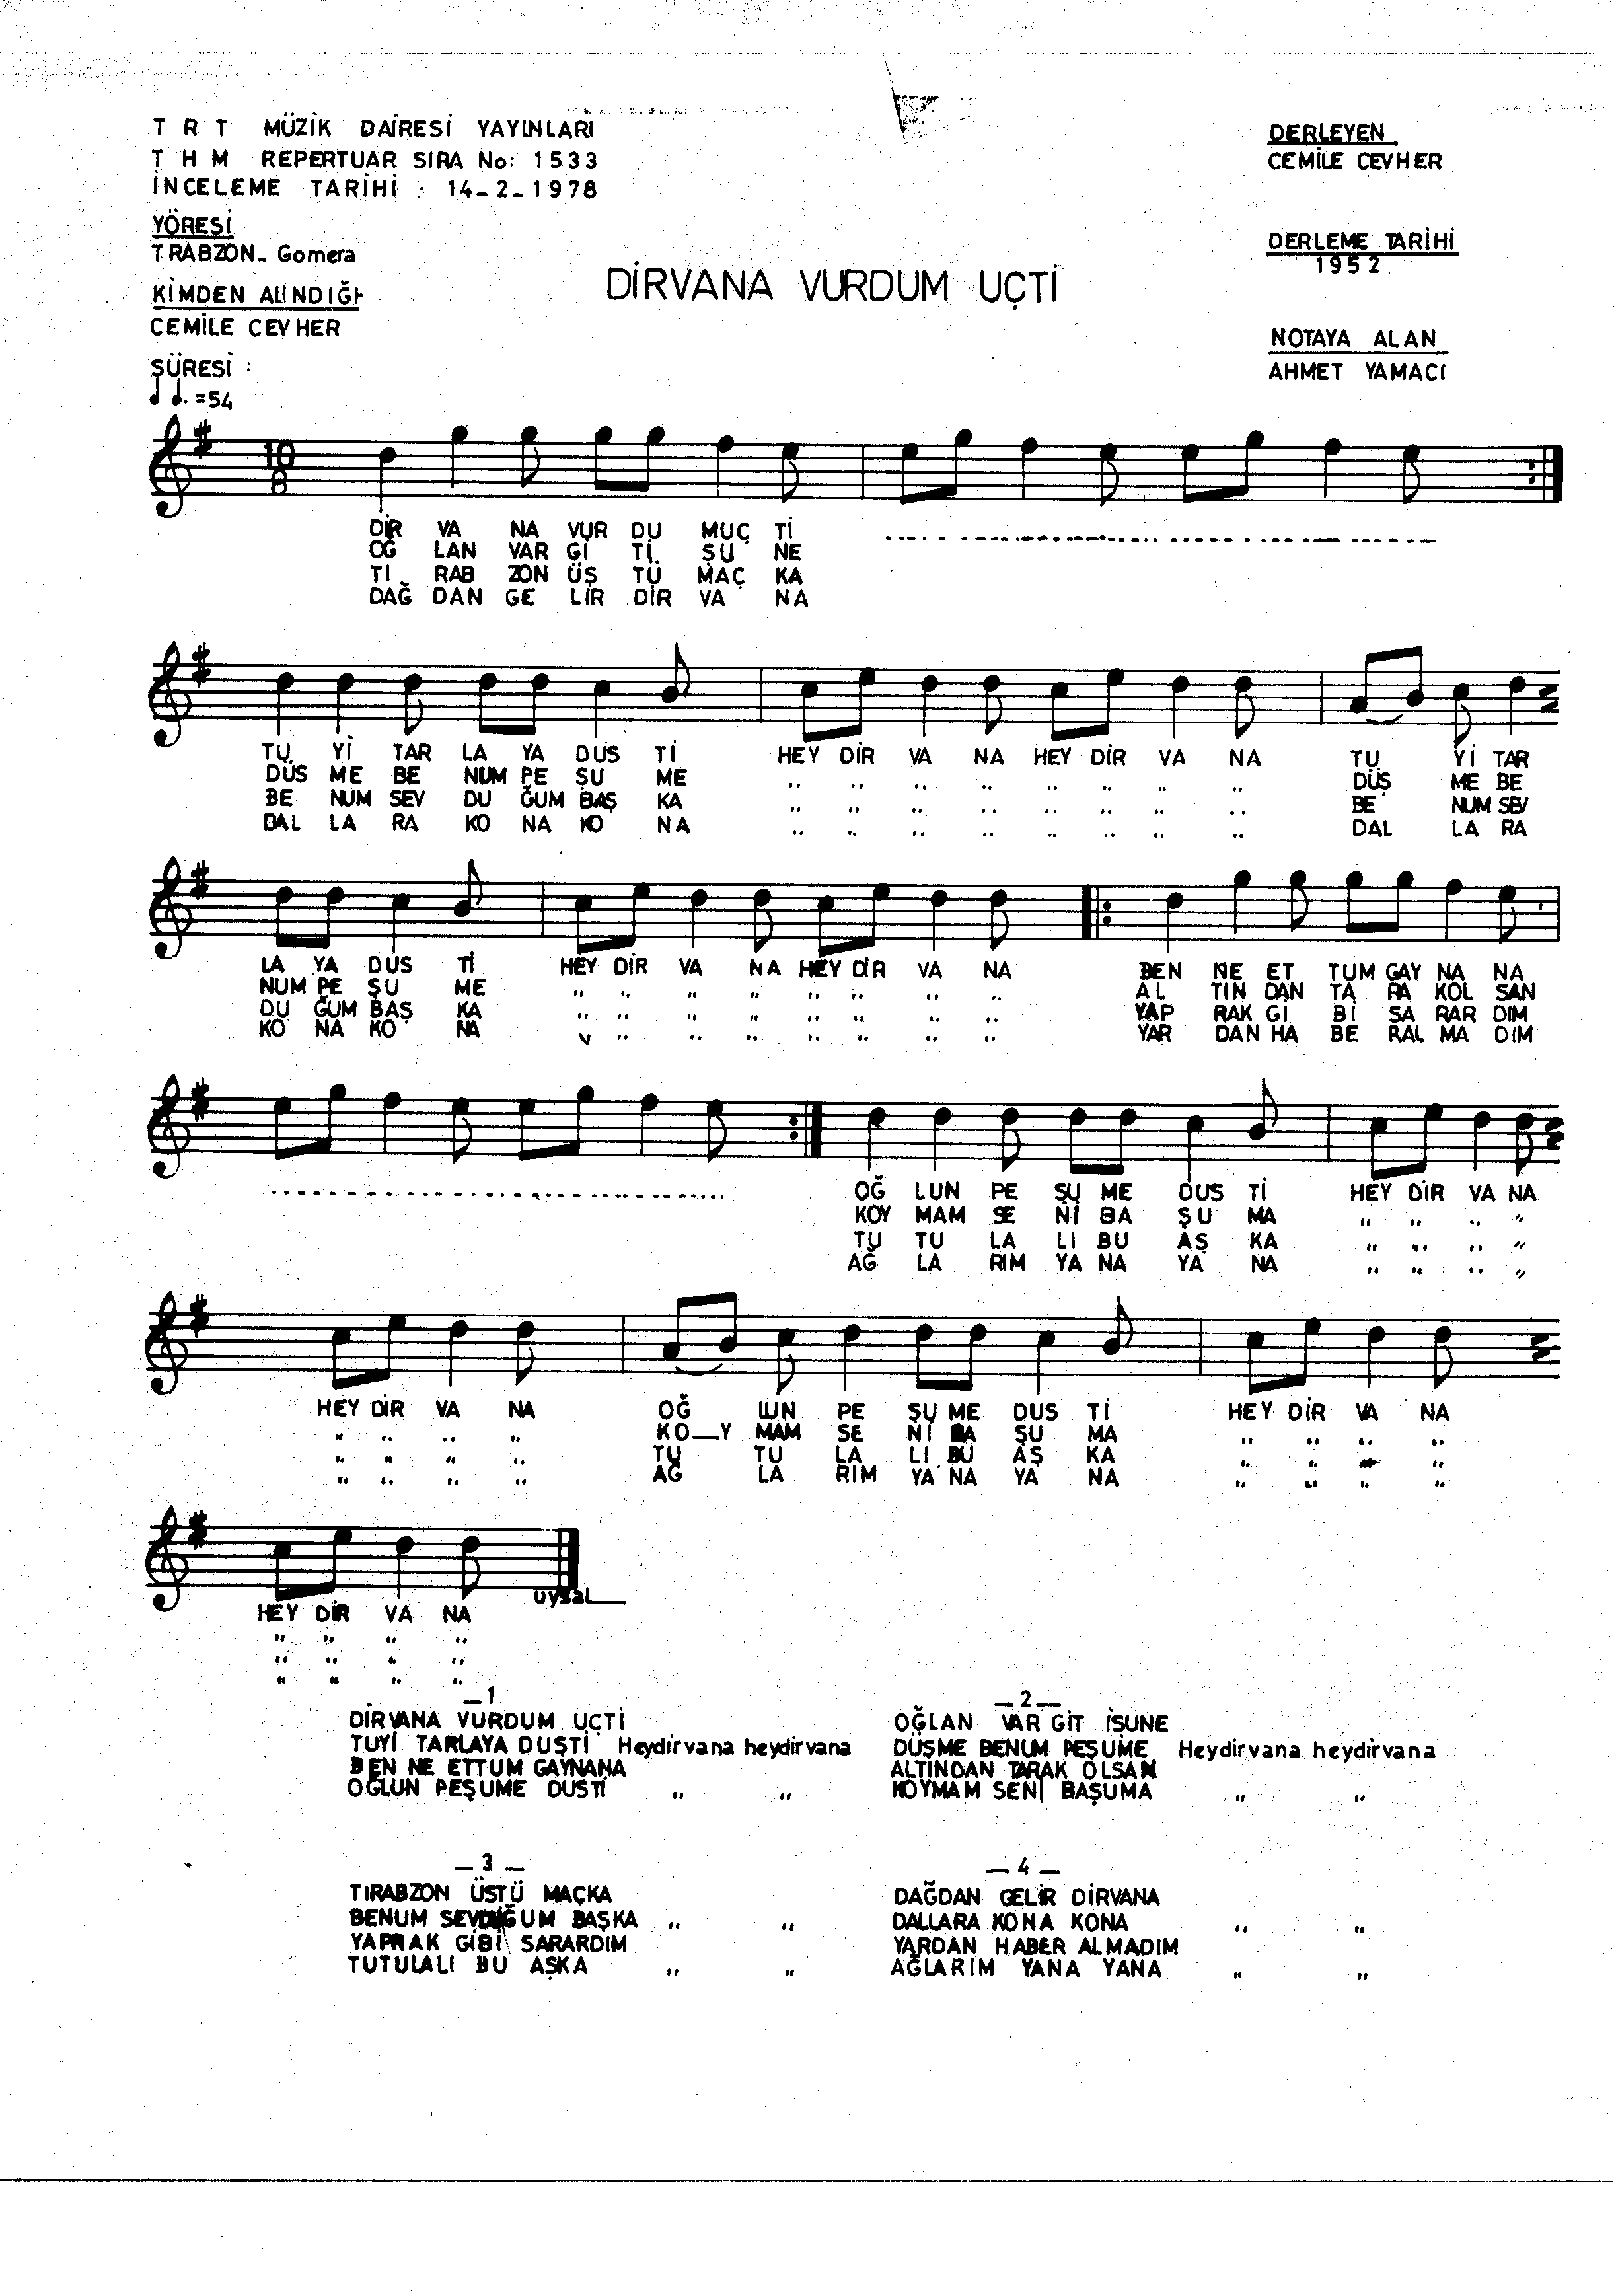 T R T MÜZİK DAİRESİ YAYINLARI
T H M REPERTUAR SIRA No: 1533
İNCELEME TARİHİ : 14-2-1978
YÖRESİ
TRABZON- Gomera
KİMDEN ALINDIĞI
CEMİLE CEVHER
SÜRESİ :
= 54
DERLEYEN
CEMİLE CEVHER
DERLEME TARİHİ
1952
NOTAYA ALAN
AHMET YAMACI
DİRVANA VURDUM UÇTİ
10
8
DİR VA NA VUR DU MUÇ Tİ
OĞ LAN VAR Gİ Tİ ŞU NE
TI RAB ZON ÜS TÜ MAÇ KA
DAĞ DAN GE LİR DİR VA NA
TU Yİ TAR LA YA DUS Tİ HEY DİR VA NA HEY DİR VA NA TU Yİ TAR
DÜŞ ME BE NUM PE ŞU ME " " " " " " " " DÜŞ ME BE
BE NUM SEV DU ĞUM BAŞ KA " " " " " " " " BE NUM SEV
DAL LA RA KO NA KO NA " " " " " " " " DAL LA RA
LA YA DUS Tİ HEY DİR VA NA HEY DİR VA NA BEN NE ET TUM GAY NA NA
NUM PE ŞU ME " " " " " " " " AL TIN DAN TA RA KOL SAN
DU ĞUM BAŞ KA " " " " " " " " YAP RAK Gİ Bİ SA RAR DIM
KO NA KO NA " " " " " " " " YAR DAN HA BE RAL MA DIM
OĞ LUN PE ŞU ME DUS Tİ HEY DİR VA NA
KOY MAM SE Nİ BA ŞU MA " " " "
TU TU LA LI BU AŞ KA " " " "
AĞ LA RIM YA NA YA NA " " " "
HEY DİR VA NA OĞ LUN PE ŞU ME DUS Tİ HEY DİR VA NA
" " " " KO—Y MAM SE Nİ BA ŞU MA " " " "
" " " " TU TU LA LI BU AŞ KA " " " "
" " " " AĞ LA RIM YA NA YA NA " " " "
uysal
HEY DİR VA NA
" " " "
" " " "
" " " "
—1
DİRVANA VURDUM UÇTİ
TUYİ TARLAYA DUŞTİ Heydirvana heydirvana
BEN NE ETTUM GAYNANA
OĞLUN PEŞUME DUSTİ " "
—2—
OĞLAN VAR GİT İŞUNE
DÜŞME BENUM PEŞUME Heydirvana heydirvana
ALTINDAN TARAK OLSAN
KOYMAM SENİ BAŞUMA " "
—3—
TIRABZON ÜSTÜ MAÇKA
BENUM SEVDUĞUM BAŞKA " "
YAPRAK GİBİ SARARDIM
TUTULALI BU AŞKA " "
—4—
DAĞDAN GELİR DİRVANA
DALLARA KONA KONA " "
YARDAN HABER ALMADIM
AĞLARIM YANA YANA " "